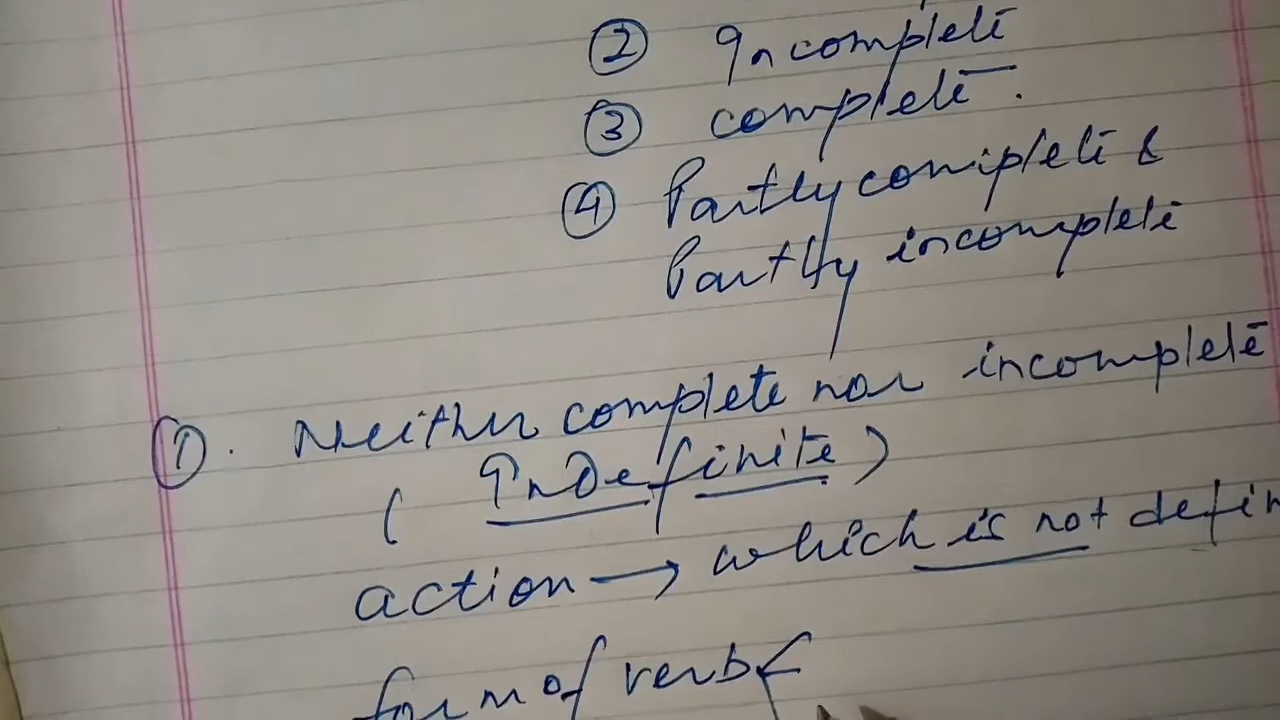 ② Incomplete
③ complete.
④ Partly complete &
Partly incomplete
①. Neither complete nor incomplete
( InDefinite )
action → which is not defin
form of verb